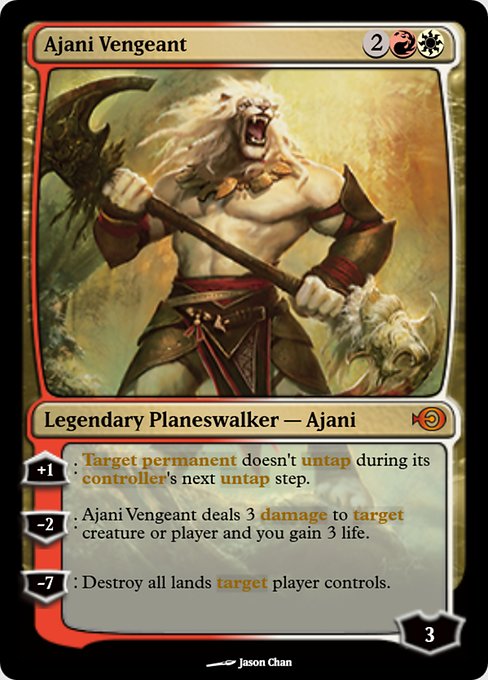 Ajani Vengeant 2
Legendary Planeswalker — Ajani
+1 : Target permanent doesn't untap during its
controller's next untap step.
-2 : Ajani Vengeant deals 3 damage to target
creature or player and you gain 3 life.
-7 : Destroy all lands target player controls.
3
Jason Chan